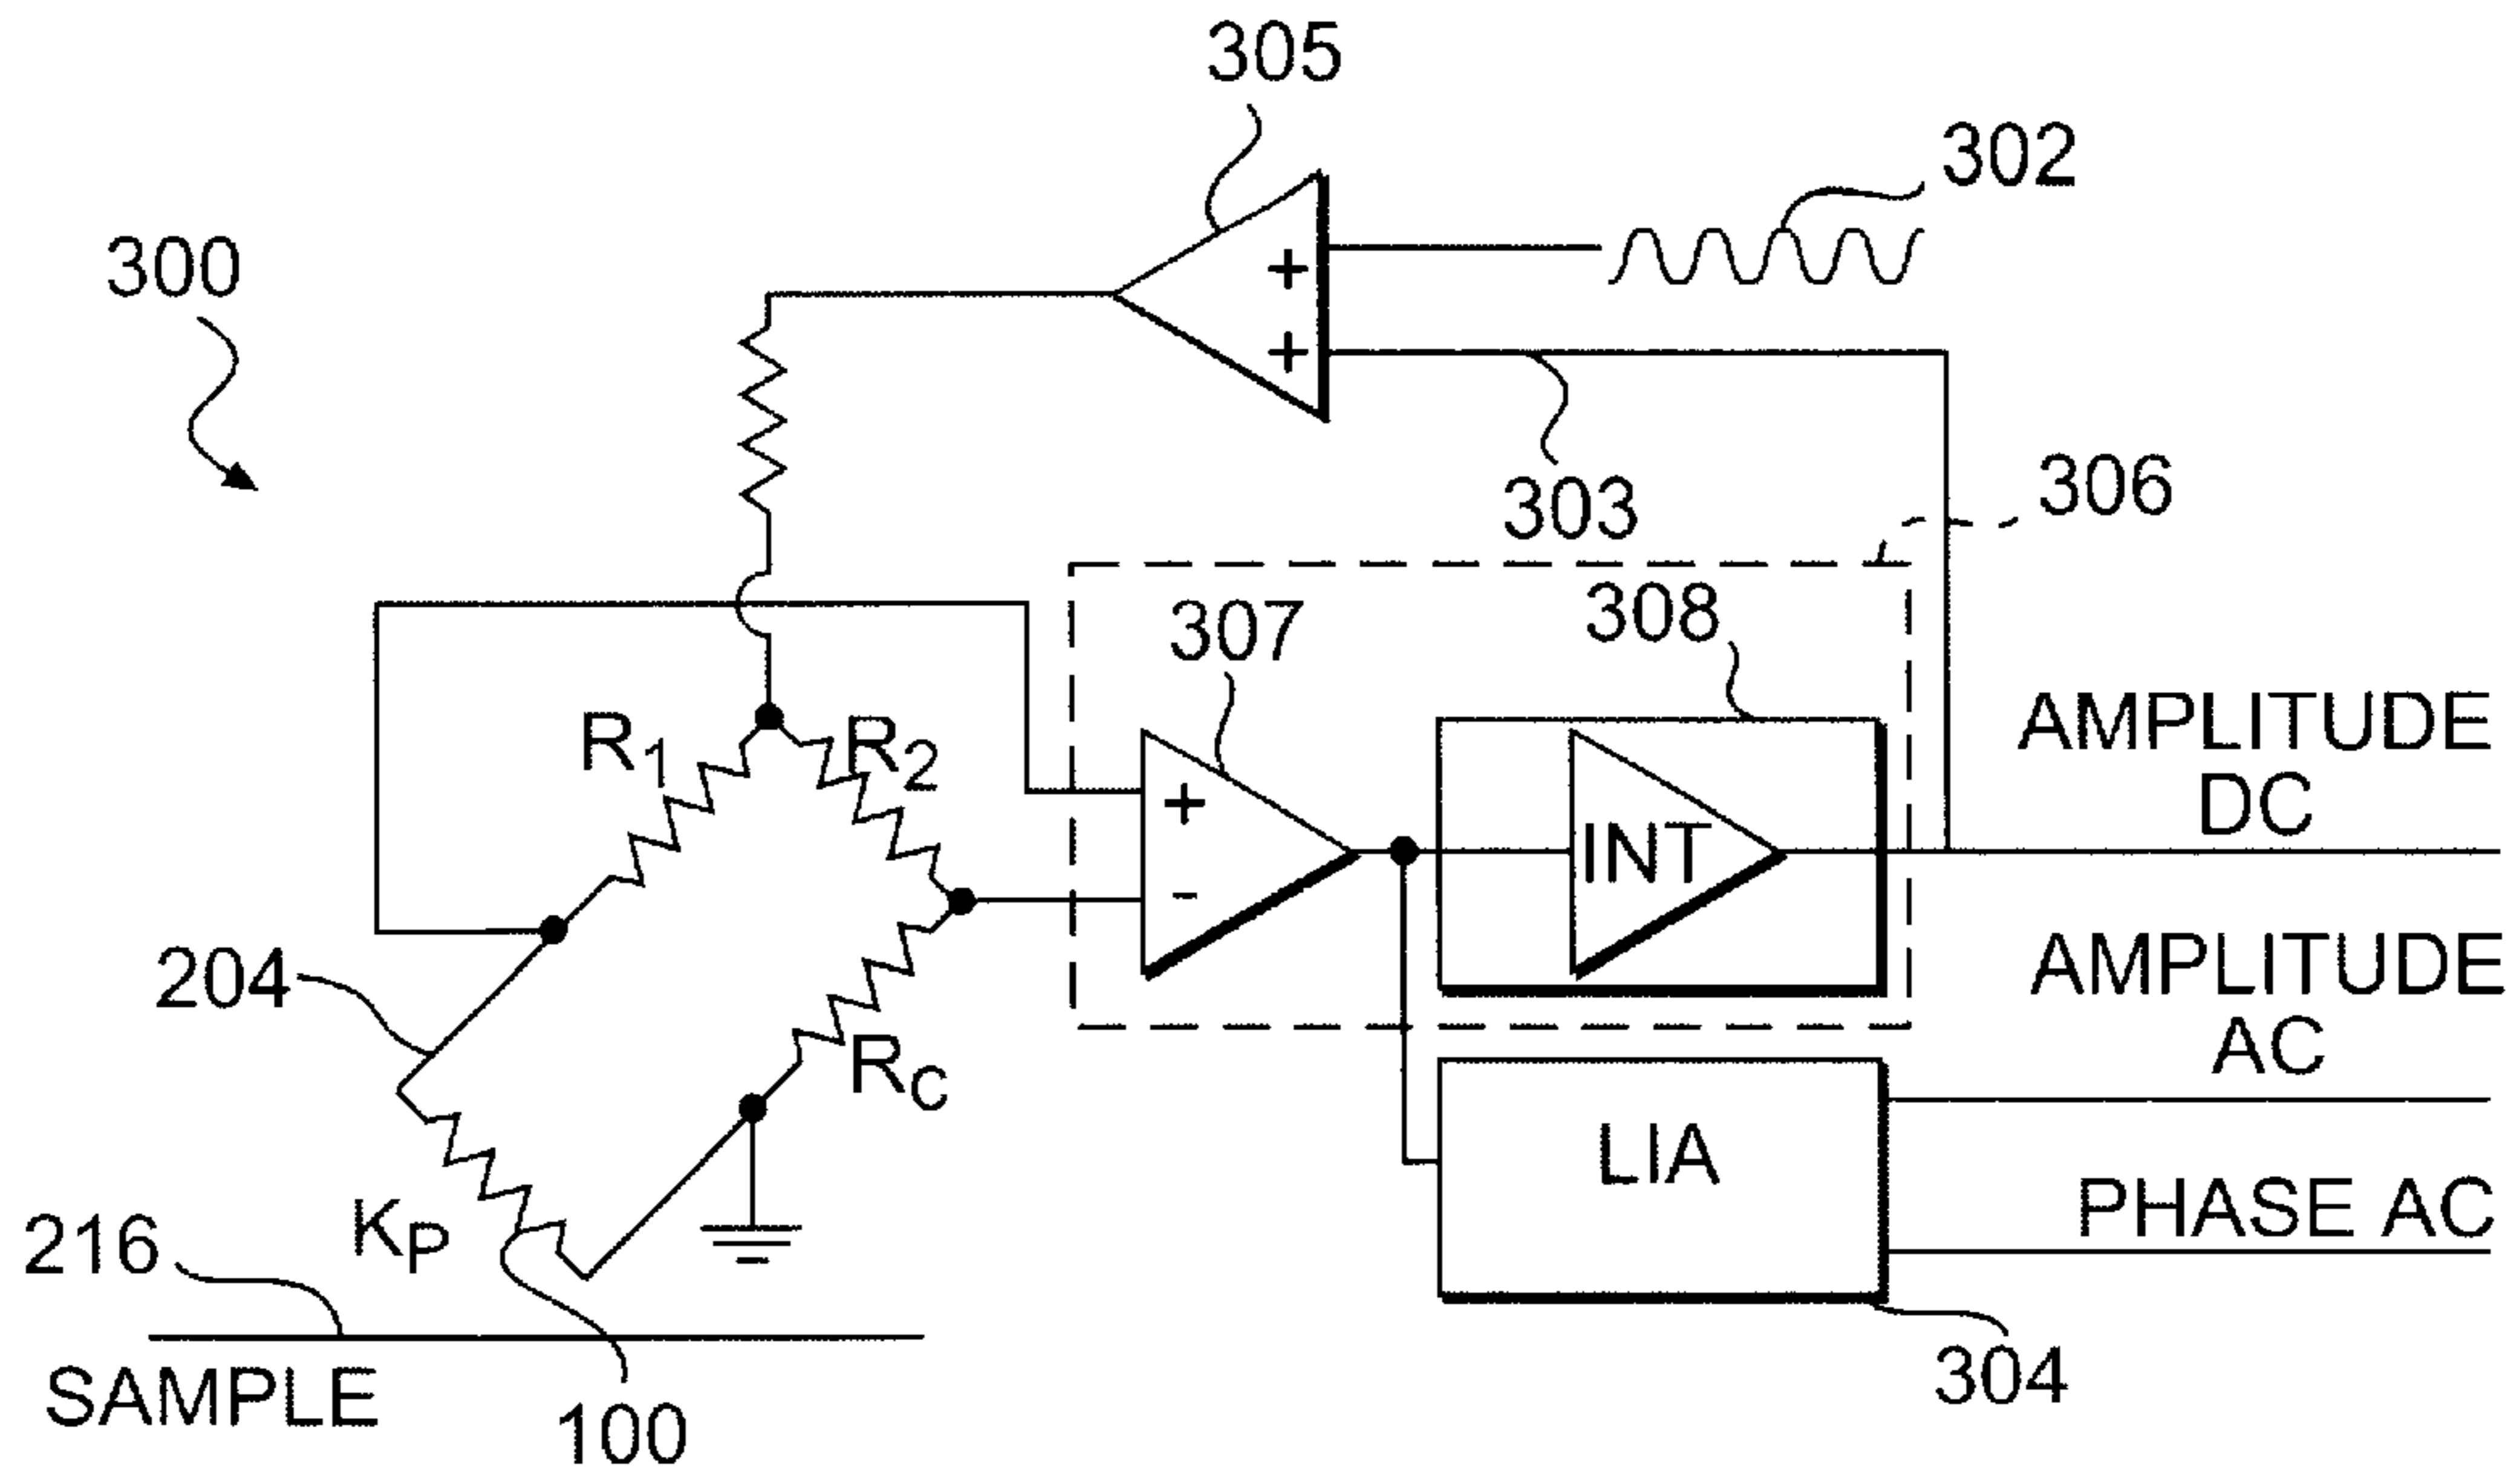 305
302
300
+
+
303
306
307
308
R1
R2
AMPLITUDE
DC
+
-
INT
204
AMPLITUDE
AC
RC
LIA
KP
PHASE AC
216
SAMPLE
100
304